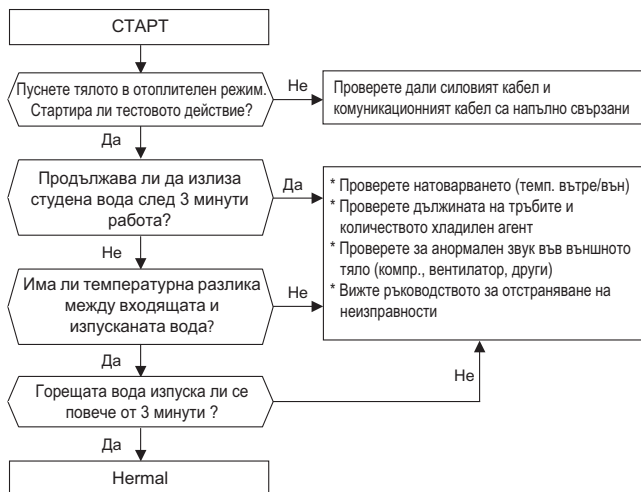 СТАРТ
Пуснете тялото в отоплителен режим.
Стартира ли тестовото действие?
Не
Проверете дали силовият кабел и
комуникационният кабел са напълно свързани
Да
Продължава ли да излиза
студена вода след 3 минути
работа?
Да
* Проверете натоварването (темп. вътре/вън)
* Проверете дължината на тръбите и
количеството хладилен агент
* Проверете за анормален звук във външното
тяло (компр., вентилатор, други)
* Вижте ръководството за отстраняване на
неизправности
Не
Има ли температурна разлика
между входящата и
изпусканата вода?
Не
Да
Горещата вода изпуска ли се
повече от 3 минути ?
Не
Да
Hermal